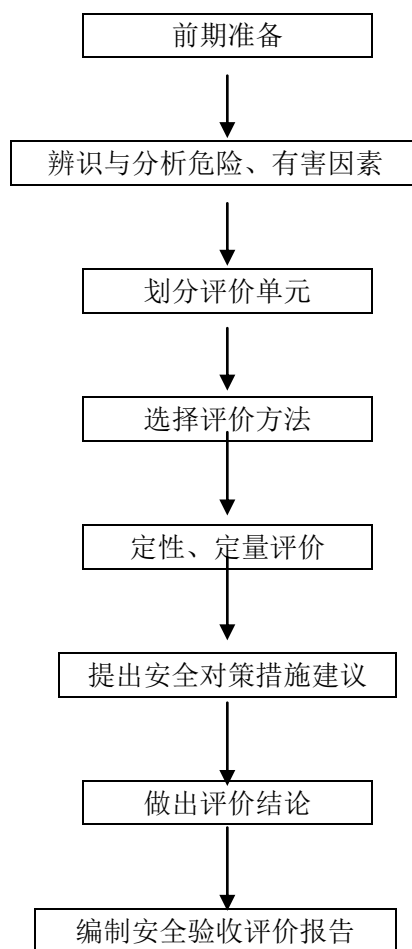 前期准备
辨识与分析危险、有害因素
划分评价单元
选择评价方法
定性、定量评价
提出安全对策措施建议
做出评价结论
编制安全验收评价报告